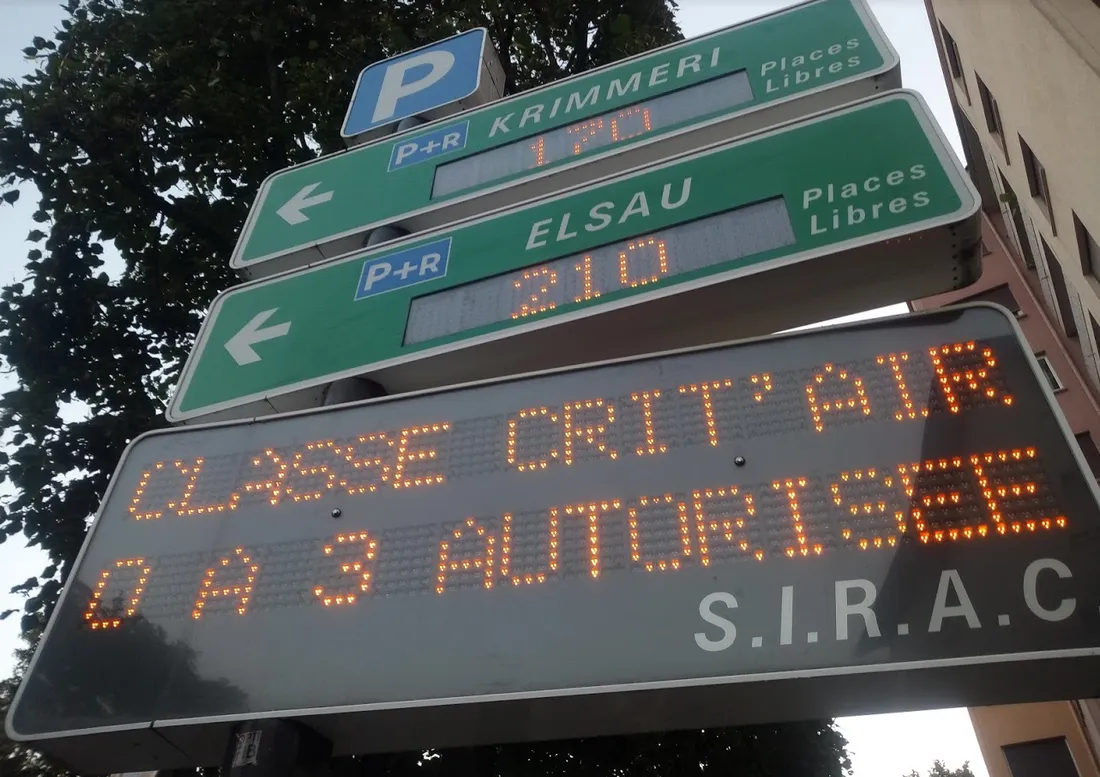 P
P+R KRIMMERI Places
170 Libres
P+R ELSAU Places
210 Libres
CLASSE CRIT'AIR
0 A 3 AUTORISEE
S.I.R.A.C.